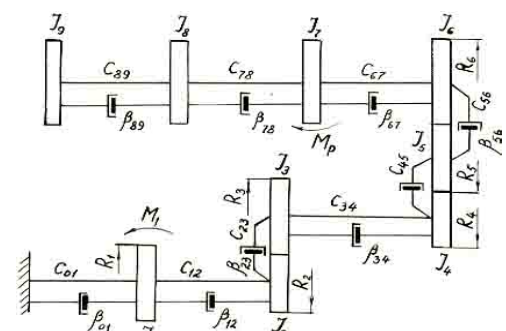 J₉ J₈ J₇ J₆
C₈₉ C₇₈ C₆₇ R₆
C₅₆
β₈₉ β₇₈ β₆₇ β₅₆
Mₚ
J₅
C₄₅ R₅
J₃
R₃ C₃₄ R₄
M₁ C₂₃
β₃₄ J₄
C₀₁ R₁ C₁₂ β₂₃ R₂
β₀₁ β₁₂